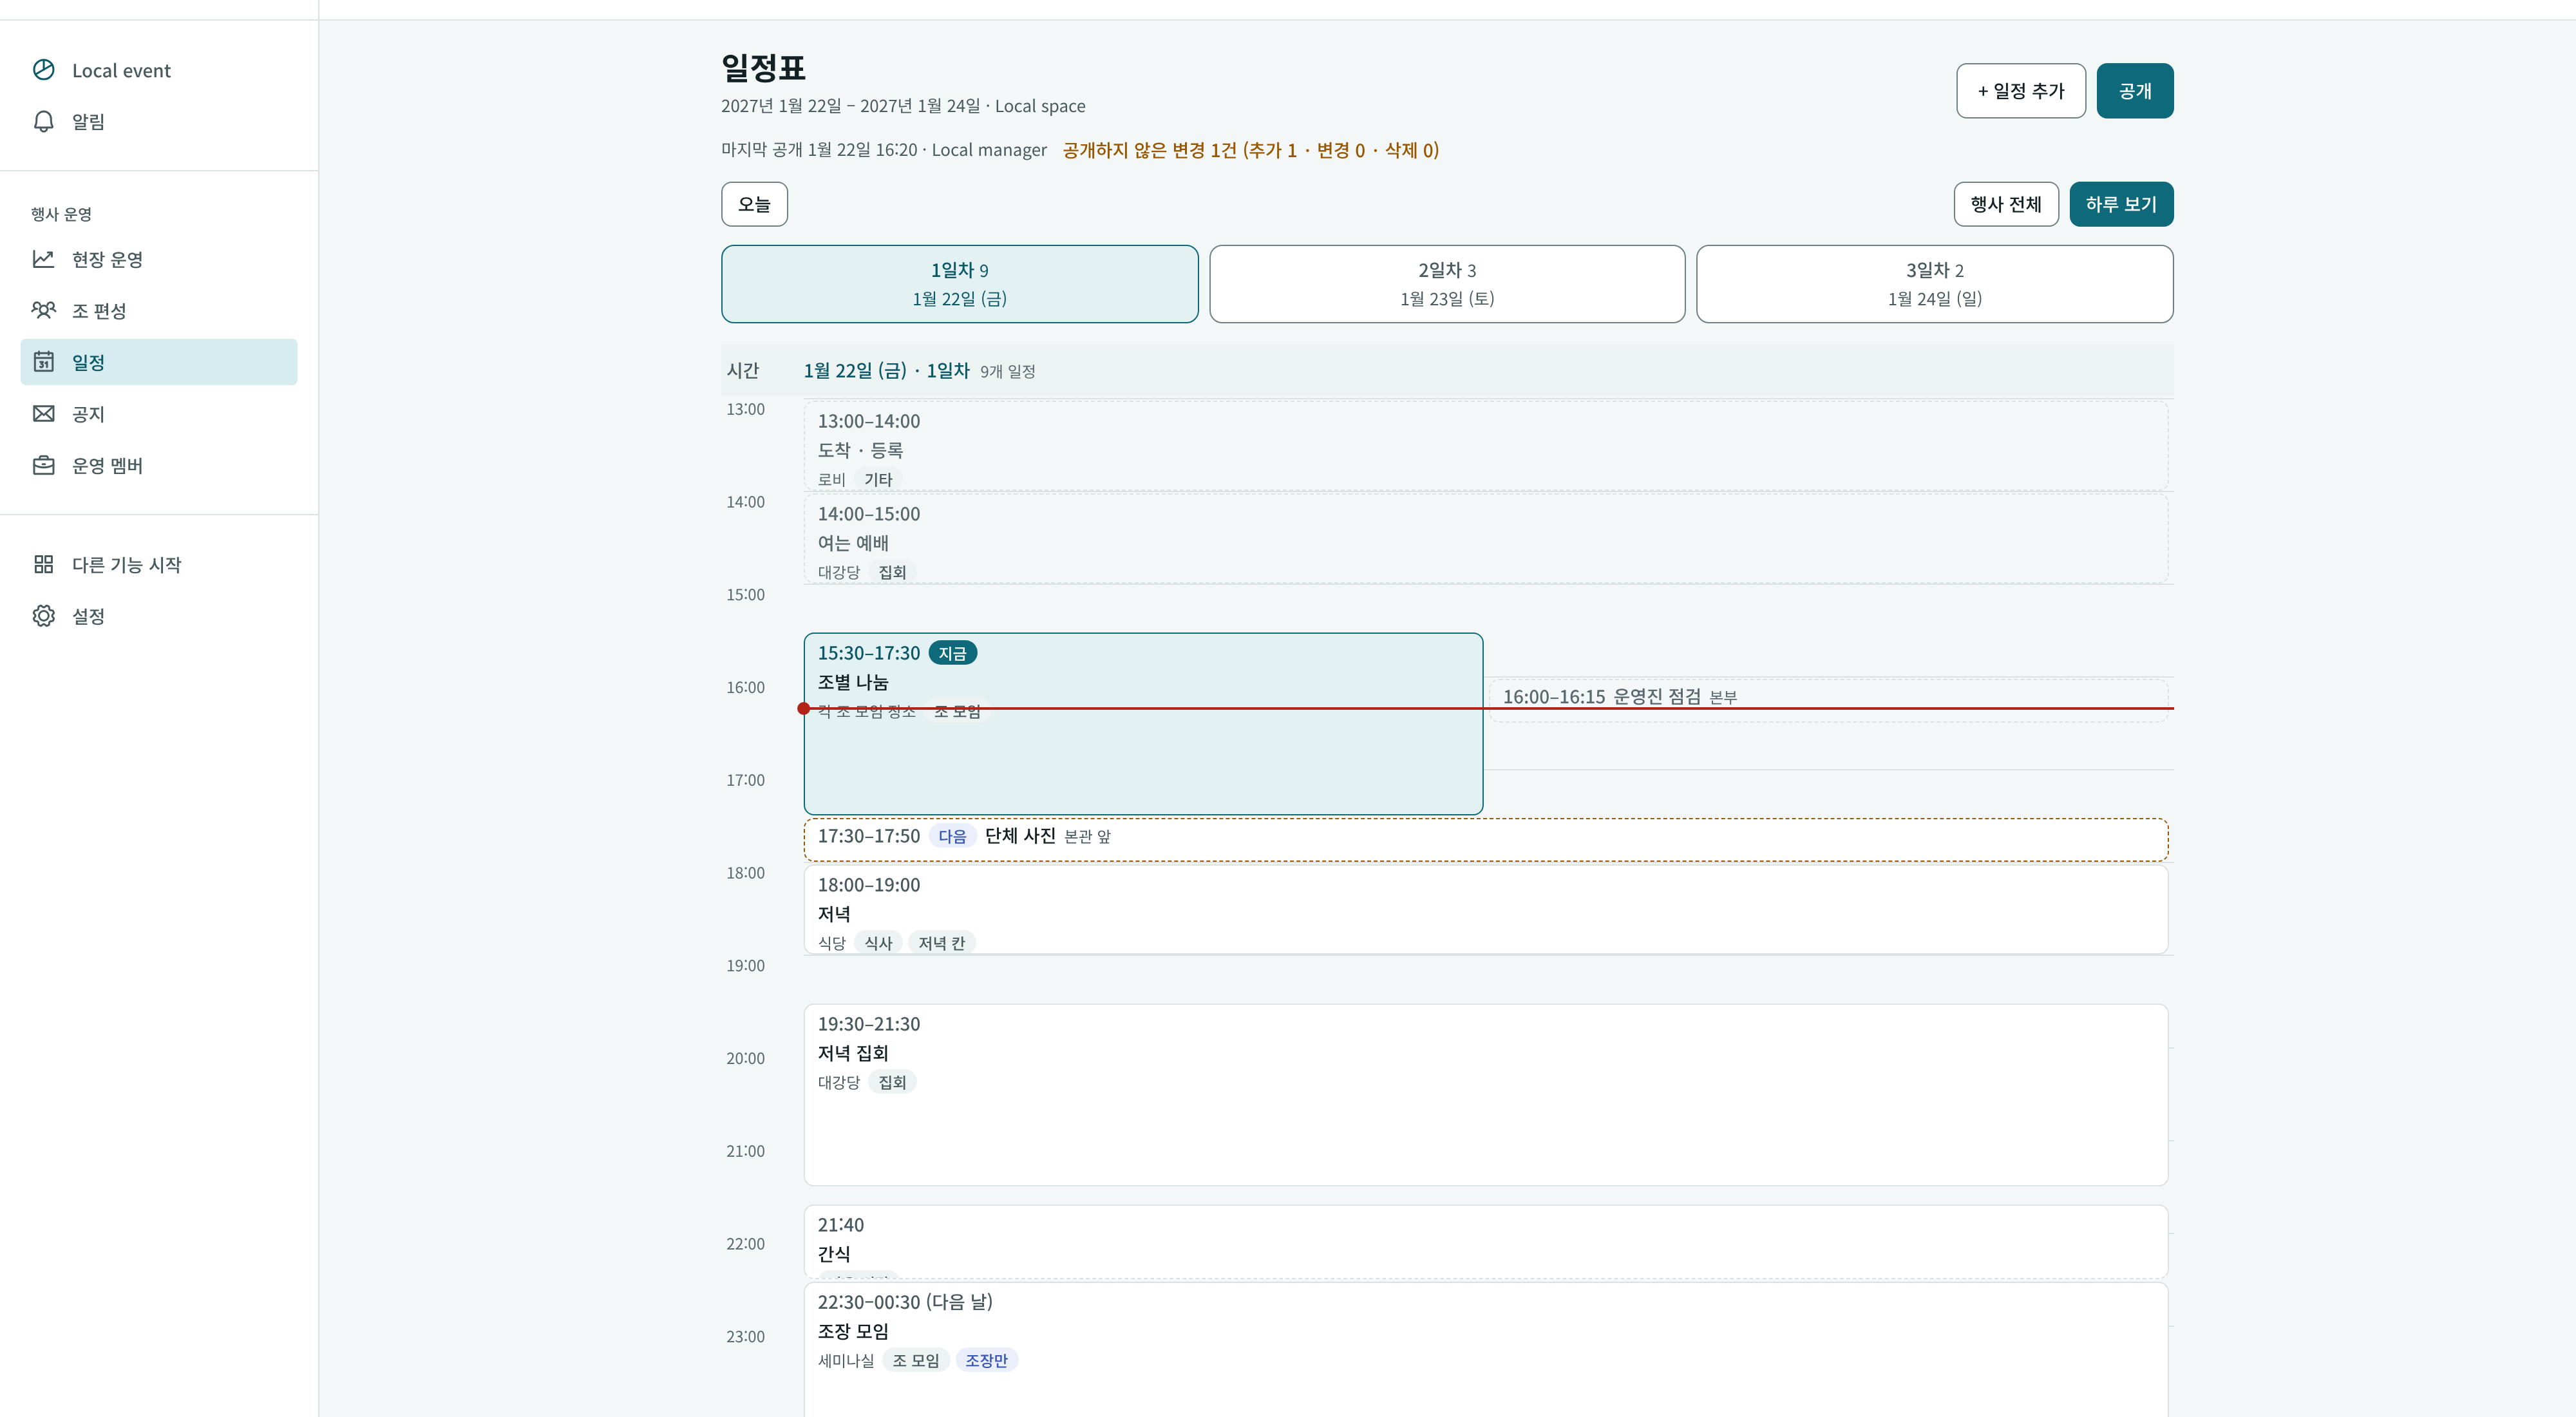 Local event
알림
행사 운영
현장 운영
조 편성
일정
공지
운영 멤버
다른 기능 시작
설정
일정표
2027년 1월 22일 – 2027년 1월 24일 · Local space
+ 일정 추가
공개
마지막 공개 1월 22일 16:20 · Local manager 공개하지 않은 변경 1건 (추가 1 · 변경 0 · 삭제 0)
오늘
행사 전체
하루 보기
1일차 9
1월 22일 (금)
2일차 3
1월 23일 (토)
3일차 2
1월 24일 (일)
시간 1월 22일 (금) · 1일차 9개 일정
13:00
13:00–14:00
도착 · 등록
로비 기타
14:00
14:00–15:00
여는 예배
대강당 집회
15:00
15:30–17:30 지금
조별 나눔
각 조 모임 장소 조 모임
16:00
16:00–16:15 운영진 점검 본부
17:00
17:30–17:50 다음 단체 사진 본관 앞
18:00
18:00–19:00
저녁
식당 식사 저녁 칸
19:00
19:30–21:30
저녁 집회
대강당 집회
20:00
21:00
21:40
간식
22:00
22:30–00:30 (다음 날)
조장 모임
세미나실 조 모임 조장만
23:00